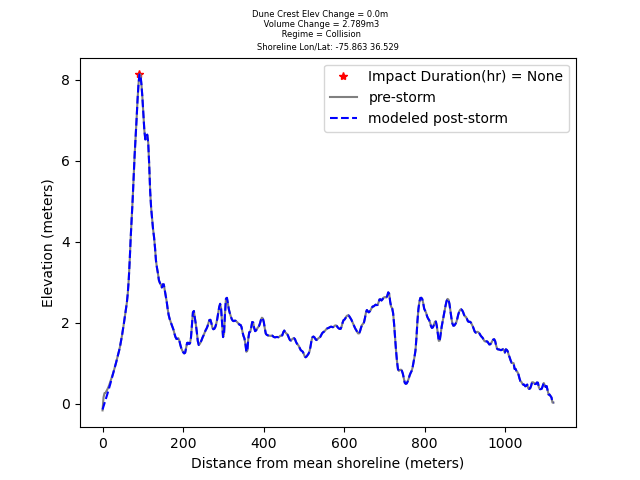 Dune Crest Elev Change = 0.0m
Volume Change = 2.789m3
Regime = Collision
Shoreline Lon/Lat: -75.863 36.529
Impact Duration(hr) = None
pre-storm
modeled post-storm
Elevation (meters)
8
6
4
2
0
0 200 400 600 800 1000
Distance from mean shoreline (meters)